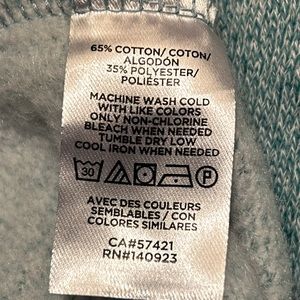 65% COTTON/ COTON/
ALGODÓN
35% POLYESTER/
POLIÉSTER
MACHINE WASH COLD
WITH LIKE COLORS
ONLY NON-CHLORINE
BLEACH WHEN NEEDED
TUMBLE DRY LOW
COOL IRON WHEN NEEDED
30 P
AVEC DES COULEURS
SEMBLABLES / CON
COLORES SIMILARES
CA#57421
RN#140923